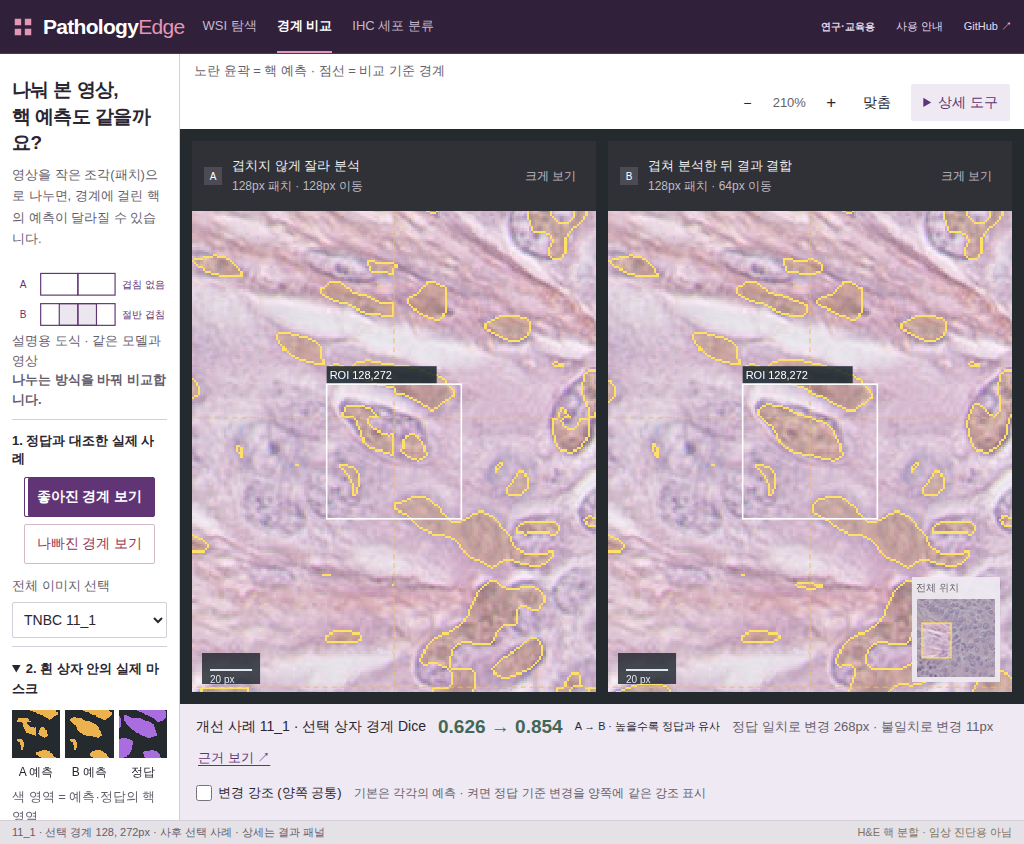 PathologyEdge WSI 탐색 경계 비교 IHC 세포 분류 연구·교육용 사용 안내 GitHub ↗
나눠 본 영상,
핵 예측도 같을까
요?
영상을 작은 조각(패치)으
로 나누면, 경계에 걸린 핵
의 예측이 달라질 수 있습
니다.
A 겹침 없음
B 절반 겹침
설명용 도식 · 같은 모델과
영상
나누는 방식을 바꿔 비교합
니다.
1. 정답과 대조한 실제 사
례
좋아진 경계 보기
나빠진 경계 보기
전체 이미지 선택
TNBC 11_1
▼ 2. 흰 상자 안의 실제 마
스크
A 예측 B 예측 정답
색 영역 = 예측·정답의 핵
영역
노란 윤곽 = 핵 예측 · 점선 = 비교 기준 경계
− 210% + 맞춤 ▶ 상세 도구
A 겹치지 않게 잘라 분석
128px 패치 · 128px 이동
크게 보기
ROI 128,272
20 px
B 겹쳐 분석한 뒤 결과 결합
128px 패치 · 64px 이동
크게 보기
ROI 128,272
20 px
전체 위치
개선 사례 11_1 · 선택 상자 경계 Dice 0.626 → 0.854 A → B · 높을수록 정답과 유사 정답 일치로 변경 268px · 불일치로 변경 11px
근거 보기 ↗
변경 강조 (양쪽 공통) 기본은 각각의 예측 · 켜면 정답 기준 변경을 양쪽에 같은 강조 표시
11_1 · 선택 경계 128, 272px · 사후 선택 사례 · 상세는 결과 패널
H&E 핵 분할 · 임상 진단용 아님